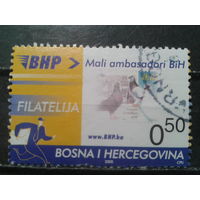 BHP
Mali ambasadori BiH
FILATELIJA
www.BHP.ba
0.50
BOSNA I HERCEGOVINA